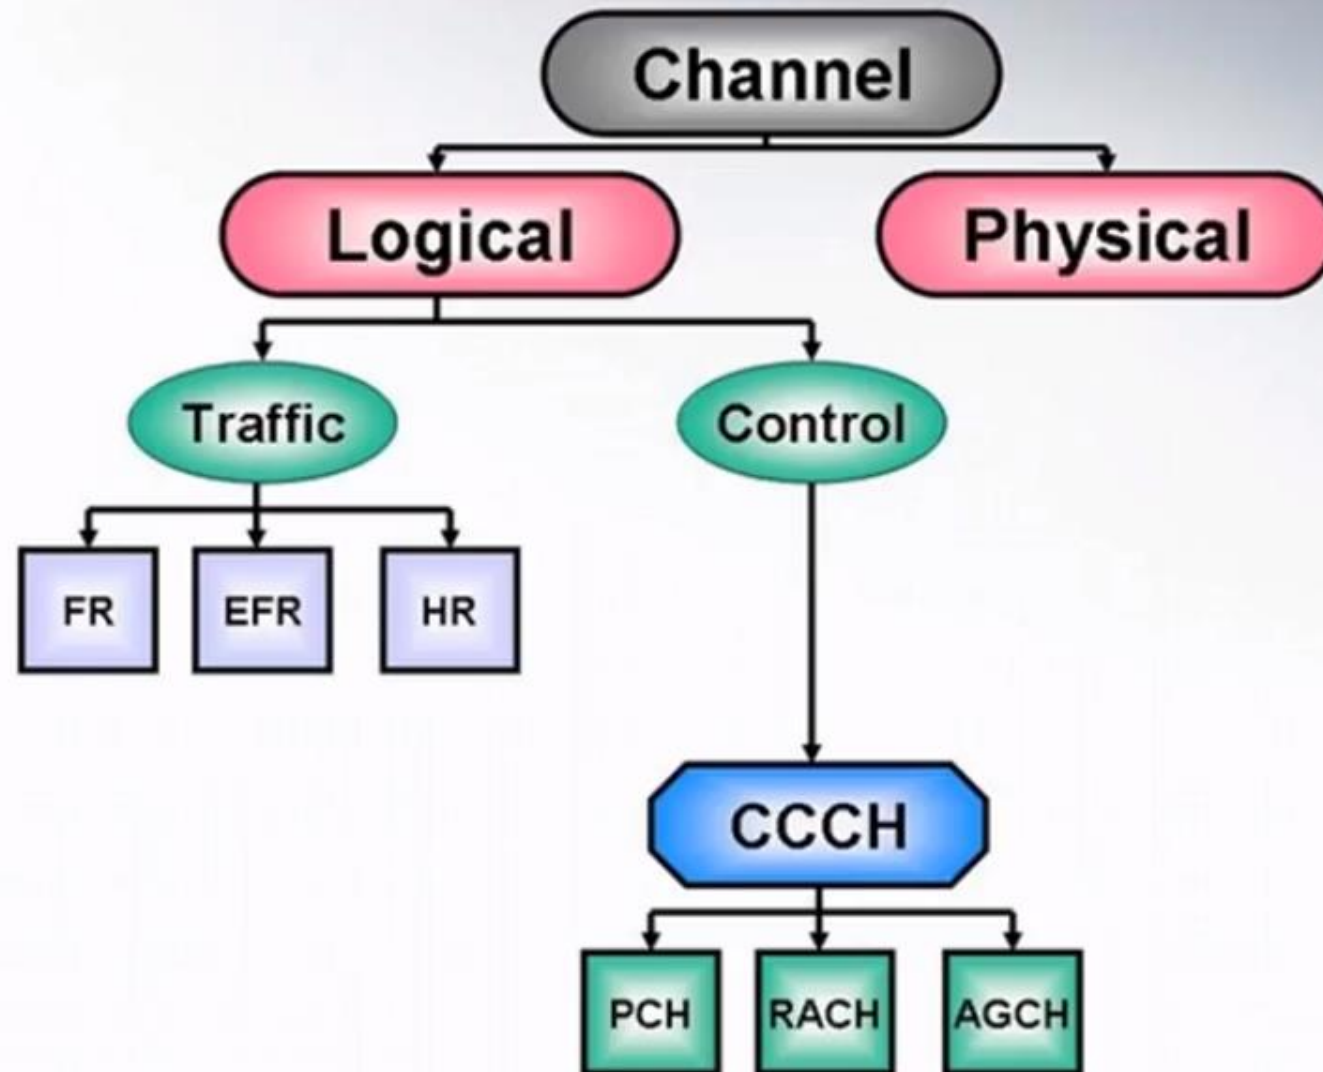 Channel
Logical
Physical
Traffic
Control
FR
EFR
HR
CCCH
PCH
RACH
AGCH